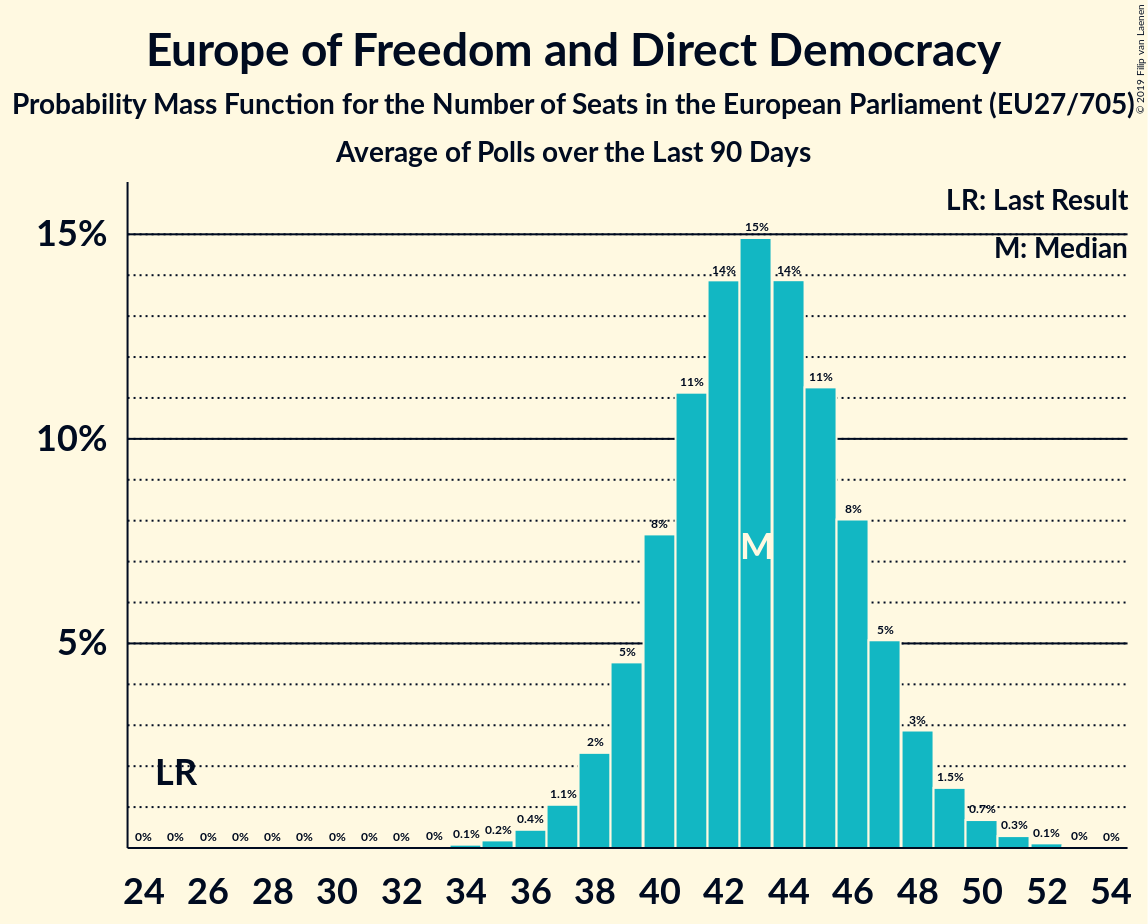 Europe of Freedom and Direct Democracy
Probability Mass Function for the Number of Seats in the European Parliament (EU27/705)
Average of Polls over the Last 90 Days
© 2019 Filip van Laenen
LR: Last Result
M: Median
15%
10%
5%
0% 0% 0% 0% 0% 0% 0% 0% 0% 0% 0.1% 0.2% 0.4% 1.1% 2% 5% 8% 11% 14% 15% 14% 11% 8% 5% 3% 1.5% 0.7% 0.3% 0.1% 0% 0%
M
LR
24 26 28 30 32 34 36 38 40 42 44 46 48 50 52 54